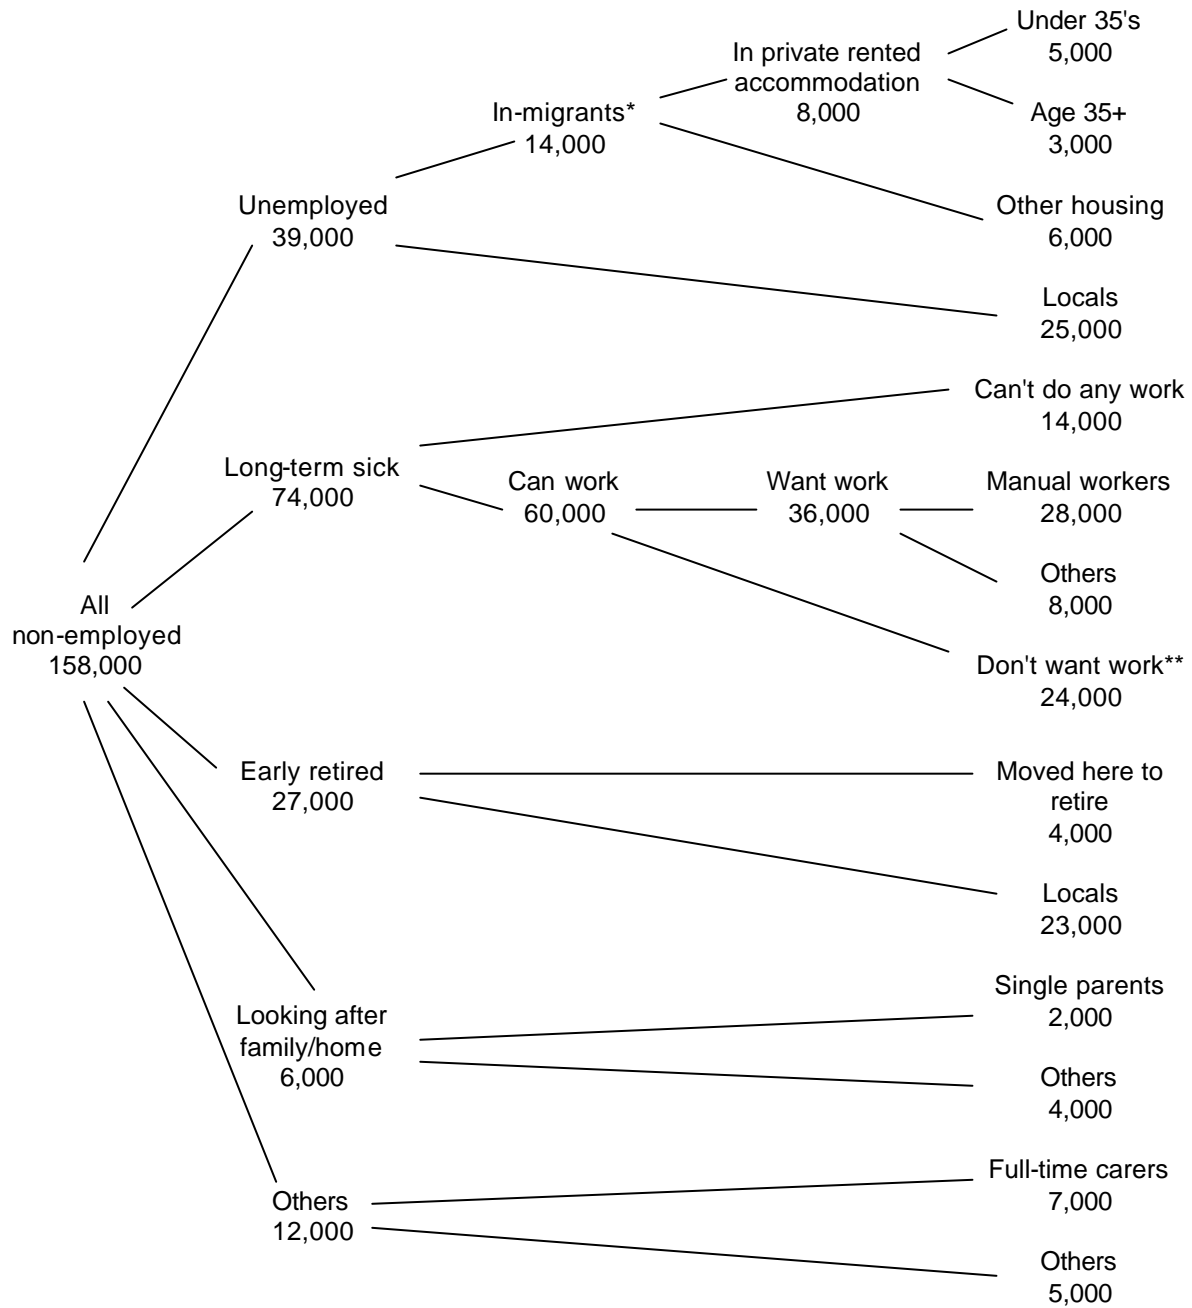 Under 35's
5,000
In private rented
accommodation
8,000
In-migrants*
14,000
Age 35+
3,000
Unemployed
39,000
Other housing
6,000
Locals
25,000
Can't do any work
14,000
Long-term sick
74,000
Can work
60,000
Want work
36,000
Manual workers
28,000
Others
8,000
All
non-employed
158,000
Don't want work**
24,000
Early retired
27,000
Moved here to
retire
4,000
Locals
23,000
Looking after
family/home
6,000
Single parents
2,000
Others
4,000
Others
12,000
Full-time carers
7,000
Others
5,000